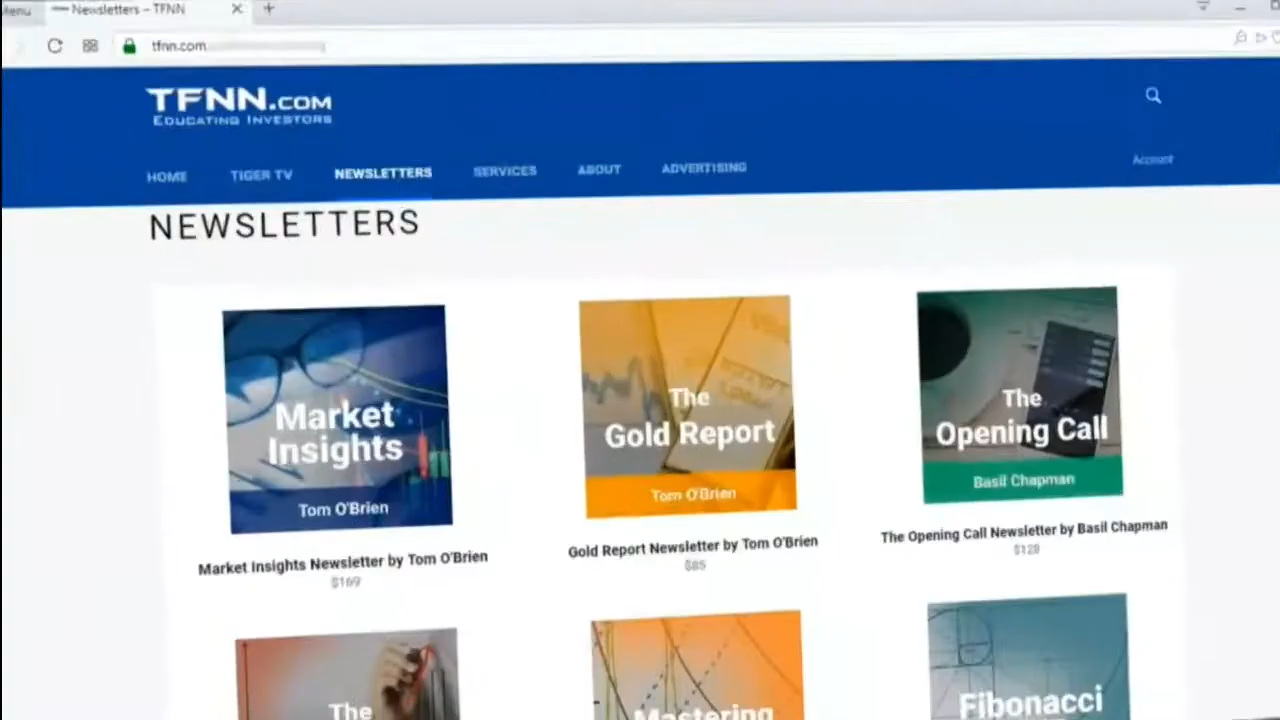 Menu
Newsletters – TFNN
tfnn.com
TFNN.COM
EDUCATING INVESTORS
Account
HOME TIGER TV NEWSLETTERS SERVICES ABOUT ADVERTISING
NEWSLETTERS
Market
Insights
Tom O'Brien
Market Insights Newsletter by Tom O'Brien
$169
The
Gold Report
Tom O'Brien
Gold Report Newsletter by Tom O'Brien
$85
The
Opening Call
Basil Chapman
The Opening Call Newsletter by Basil Chapman
$128
The
Mastering
Fibonacci